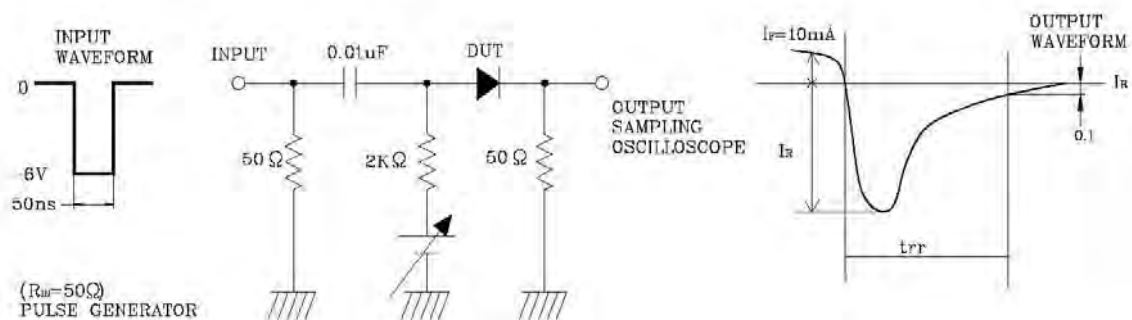 INPUT
WAVEFORM
0
-6V
50ns
(Rin=50Ω)
PULSE GENERATOR
INPUT
0.01uF
DUT
50Ω
2KΩ
50Ω
OUTPUT
SAMPLING
OSCILLOSCOPE
IF=10mA
OUTPUT
WAVEFORM
IR
0.1
IR
trr